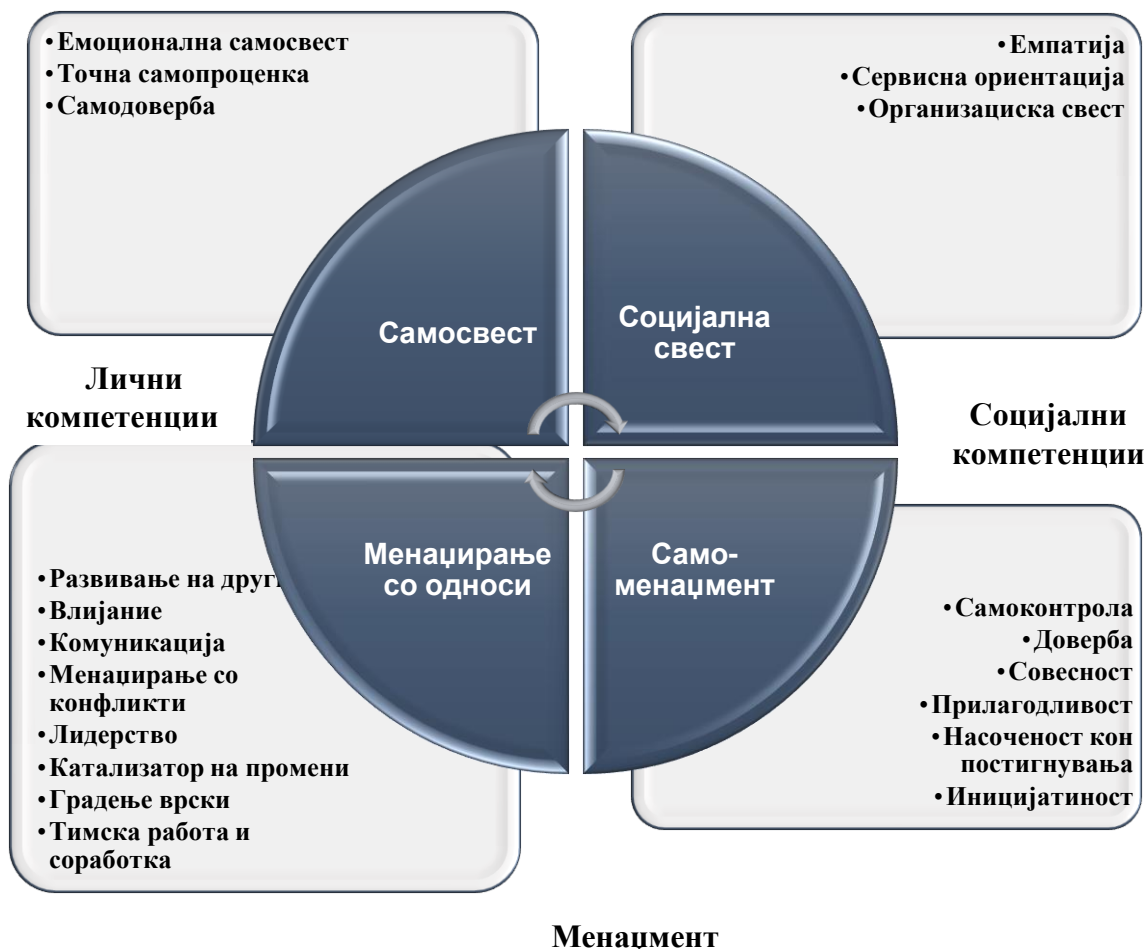 •Емоционална самосвест
•Точна самопроценка
•Самодоверба
•Емпатија
•Сервисна ориентација
•Организациска свест
Самосвест
Социјална
свест
Лични
компетенции
Социјални
компетенции
Менаџирање
со односи
Само-
менаџмент
•Развивање на
•Влијание
•Комуникација
•Менаџирање со
конфликти
•Лидерство
•Катализатор на промени
•Градење врски
•Тимска работа и
соработка
•Самоконтрола
•Доверба
•Совесност
•Прилагодливост
•Насоченост кон
постигнувања
•Иницијатиност
Менаџмент